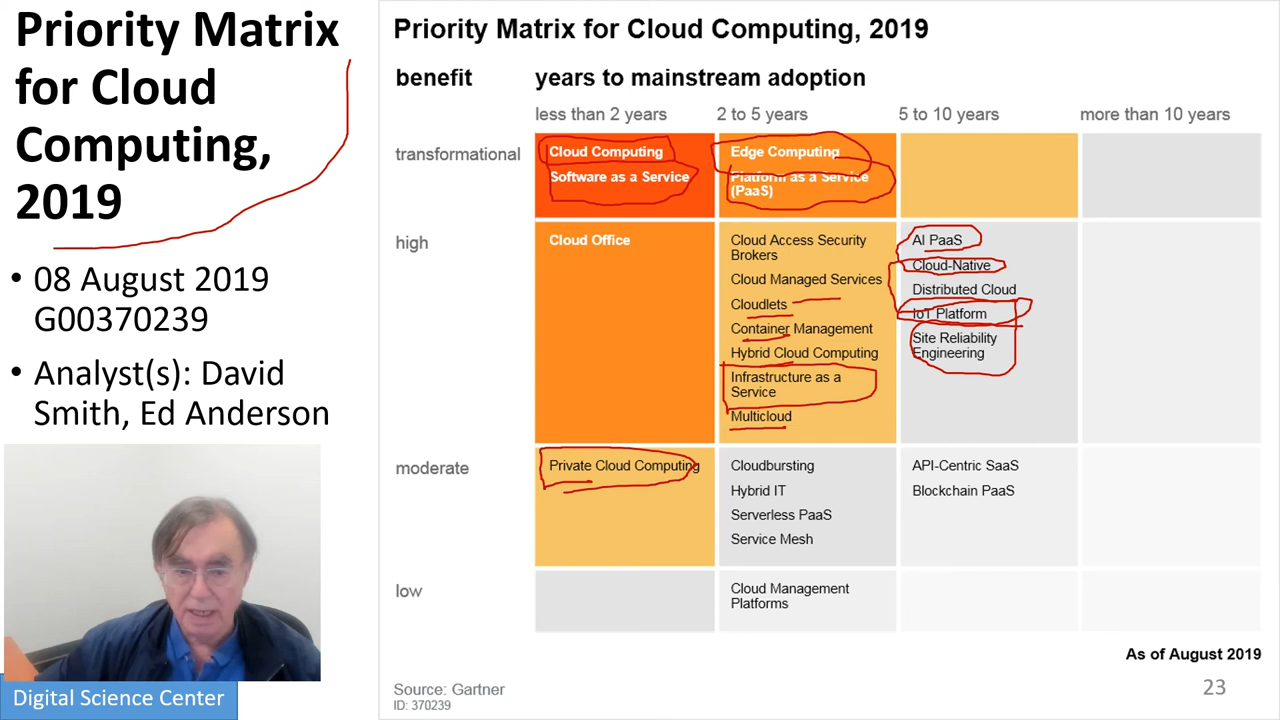 Priority Matrix
for Cloud
Computing,
2019
• 08 August 2019
G00370239
• Analyst(s): David
Smith, Ed Anderson
Digital Science Center
Priority Matrix for Cloud Computing, 2019
benefit
years to mainstream adoption
less than 2 years
2 to 5 years
5 to 10 years
more than 10 years
transformational
Cloud Computing
Software as a Service
Edge Computing
Platform as a Service
(PaaS)
high
Cloud Office
Cloud Access Security
Brokers
Cloud Managed Services
Cloudlets
Container Management
Hybrid Cloud Computing
Infrastructure as a
Service
Multicloud
AI PaaS
Cloud-Native
Distributed Cloud
IoT Platform
Site Reliability
Engineering
moderate
Private Cloud Computing
Cloudbursting
Hybrid IT
Serverless PaaS
Service Mesh
API-Centric SaaS
Blockchain PaaS
low
Cloud Management
Platforms
As of August 2019
Source: Gartner
ID: 370239
23